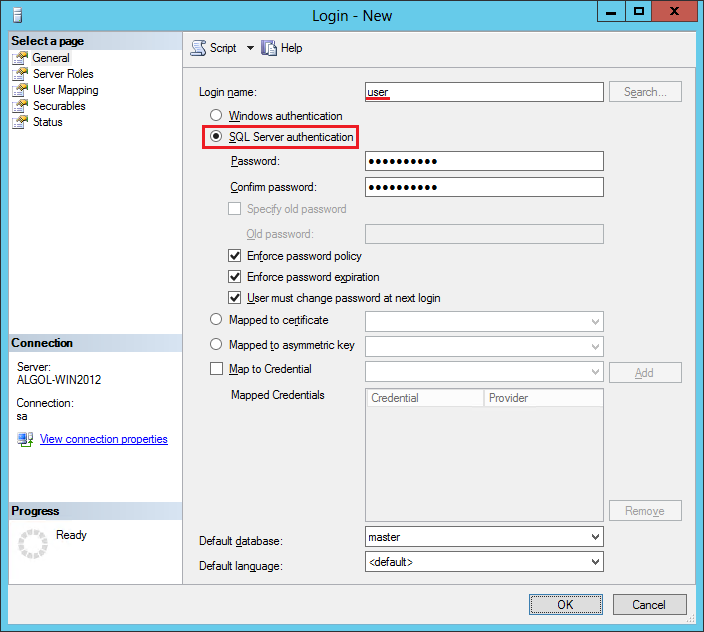 Login - New
Select a page
General
Server Roles
User Mapping
Securables
Status
Script
Help
Login name:
user
Search...
Windows authentication
SQL Server authentication
Password:
●●●●●●●●●●
Confirm password:
●●●●●●●●●●
Specify old password
Old password:
Enforce password policy
Enforce password expiration
User must change password at next login
Mapped to certificate
Mapped to asymmetric key
Map to Credential
Add
Mapped Credentials
Credential
Provider
Remove
Default database:
master
Default language:
<default>
Connection
Server:
ALGOL-WIN2012
Connection:
sa
View connection properties
Progress
Ready
OK
Cancel